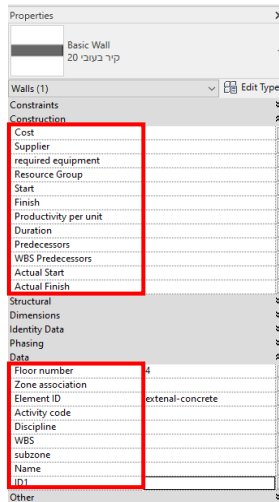 Properties
Basic Wall
קיר בעובי 20
Walls (1)
Edit Type
Constraints
Construction
Cost
Supplier
required equipment
Resource Group
Start
Finish
Productivity per unit
Duration
Predecessors
WBS Predecessors
Actual Start
Actual Finish
Structural
Dimensions
Identity Data
Phasing
Data
Floor number 4
Zone association
Element ID extenal-concrete
Activity code
Discipline
WBS
subzone
Name
ID1
Other